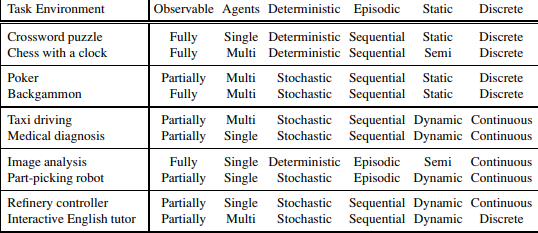 Task Environment Observable Agents Deterministic Episodic Static Discrete
Crossword puzzle Fully Single Deterministic Sequential Static Discrete
Chess with a clock Fully Multi Deterministic Sequential Semi Discrete
Poker Partially Multi Stochastic Sequential Static Discrete
Backgammon Fully Multi Stochastic Sequential Static Discrete
Taxi driving Partially Multi Stochastic Sequential Dynamic Continuous
Medical diagnosis Partially Single Stochastic Sequential Dynamic Continuous
Image analysis Fully Single Deterministic Episodic Semi Continuous
Part-picking robot Partially Single Stochastic Episodic Dynamic Continuous
Refinery controller Partially Single Stochastic Sequential Dynamic Continuous
Interactive English tutor Partially Multi Stochastic Sequential Dynamic Discrete